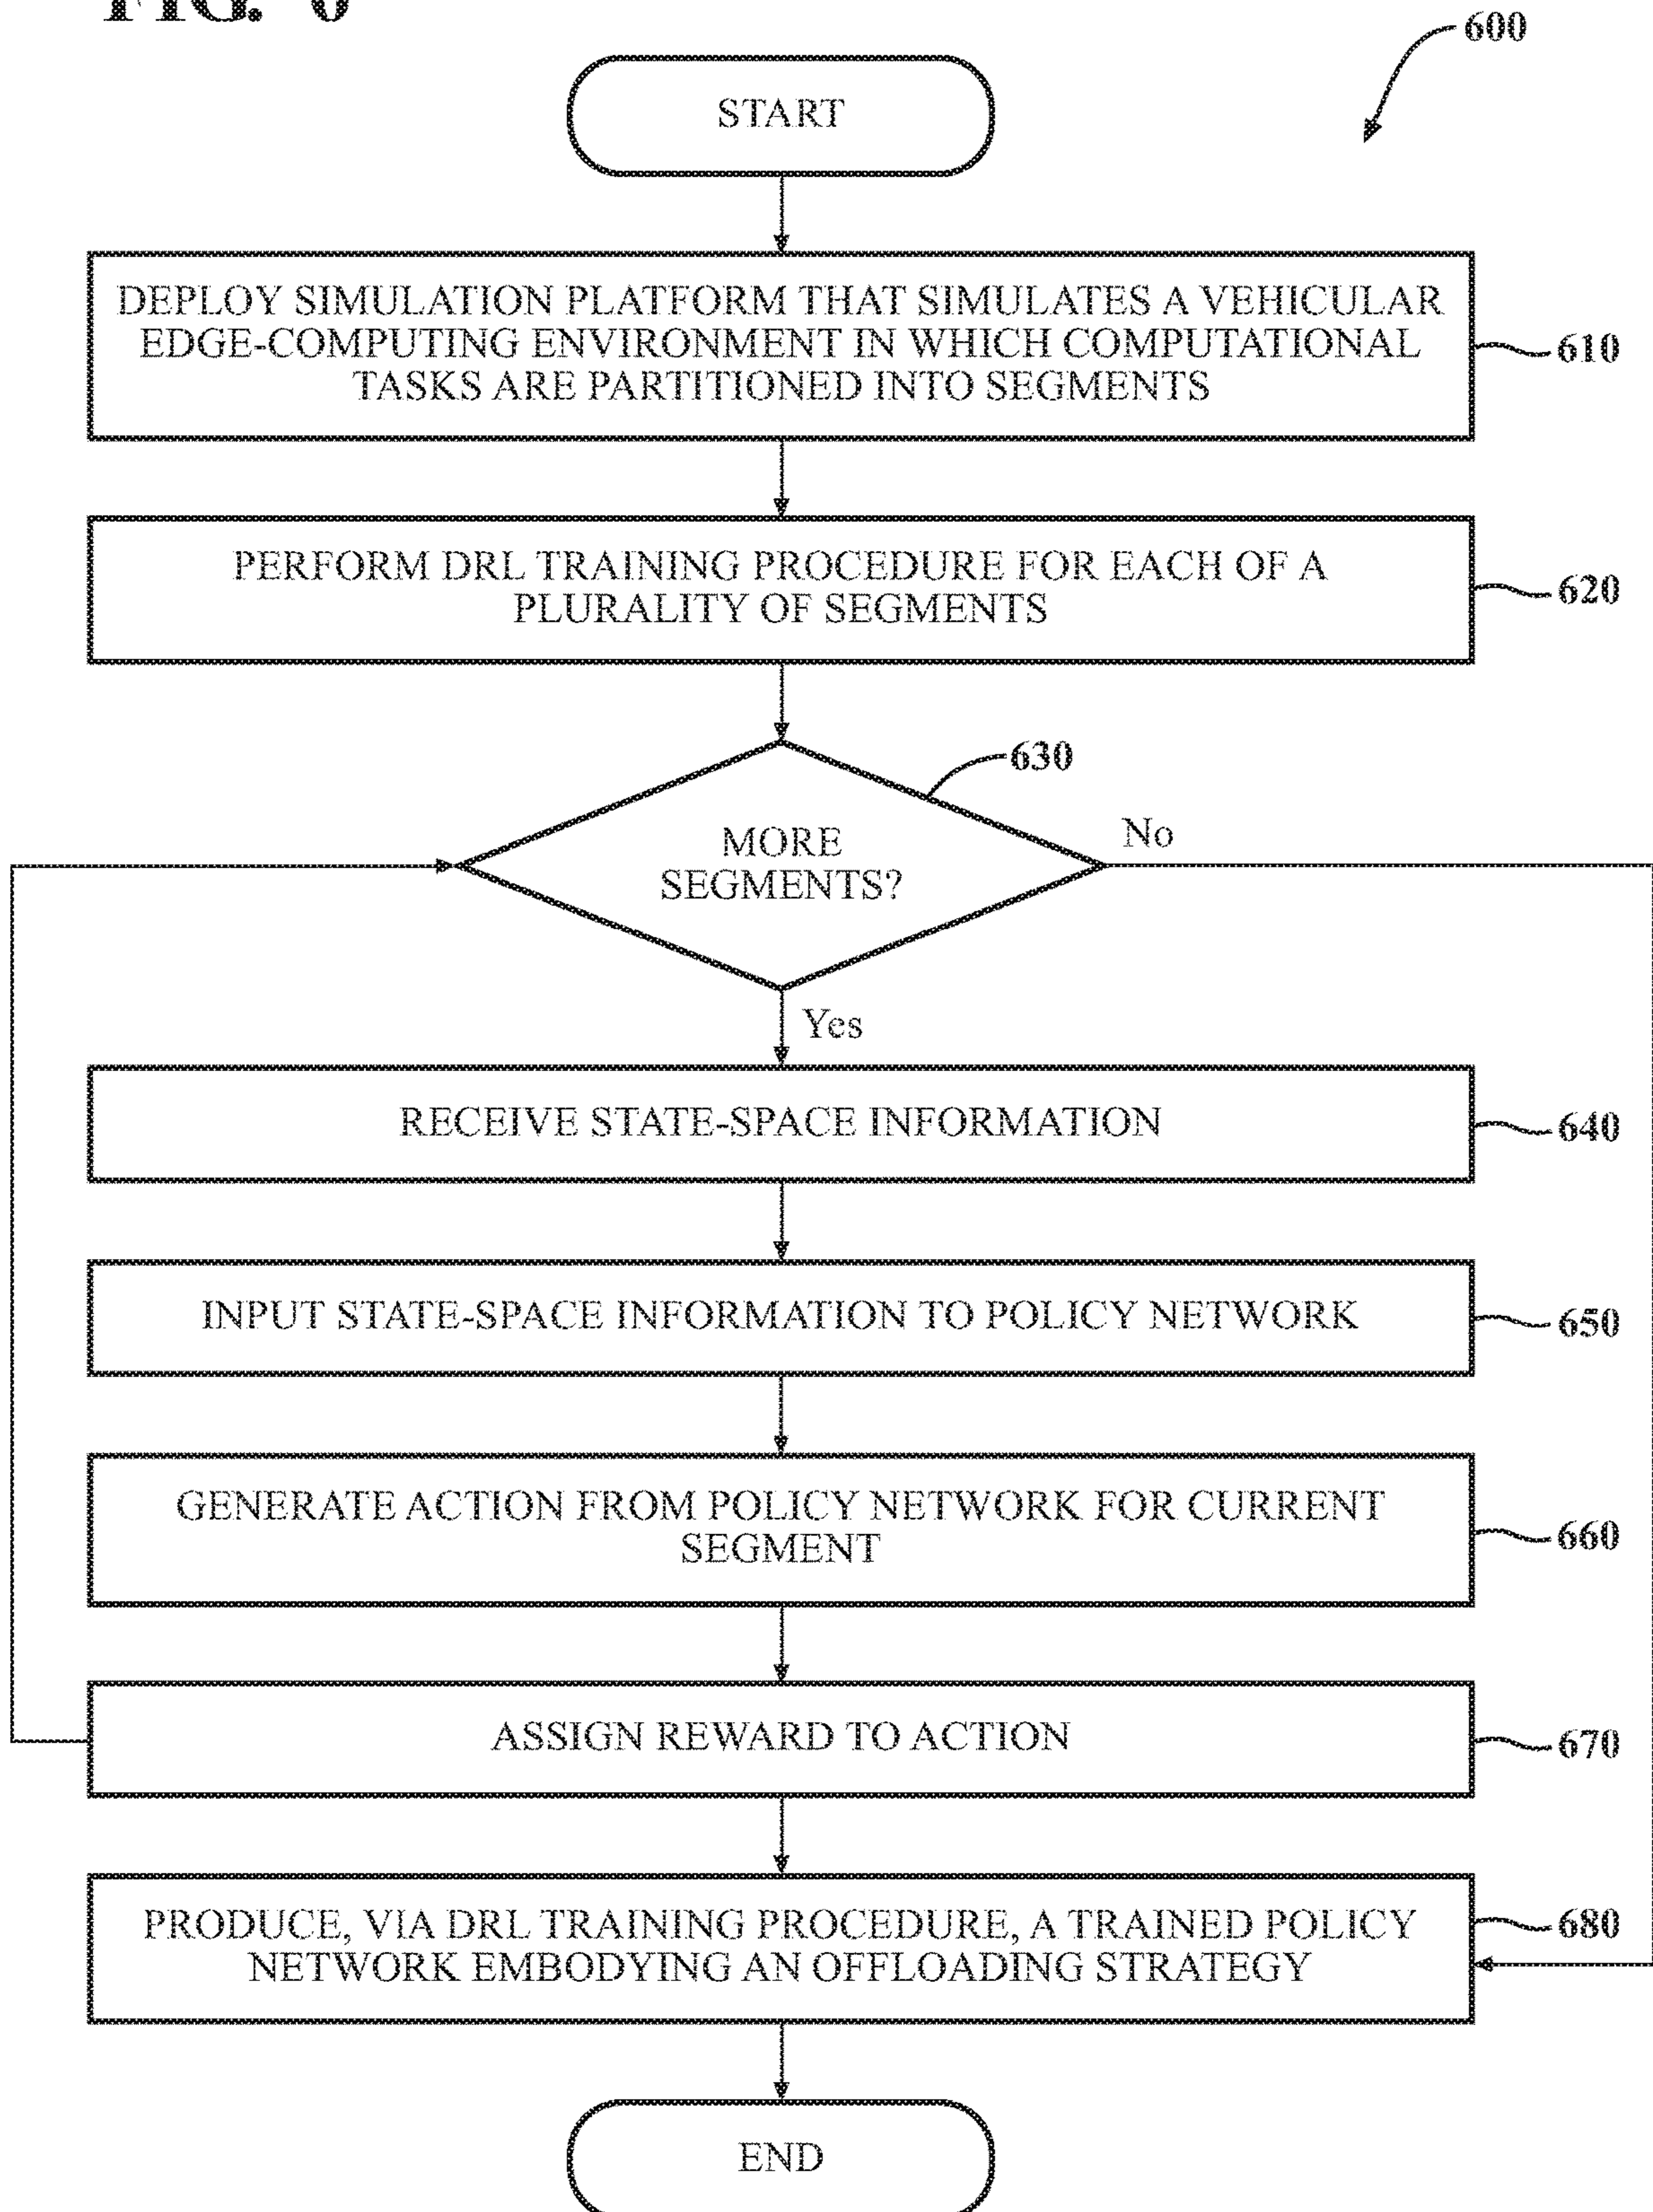 FIG. 6
600
START
DEPLOY SIMULATION PLATFORM THAT SIMULATES A VEHICULAR
EDGE-COMPUTING ENVIRONMENT IN WHICH COMPUTATIONAL
TASKS ARE PARTITIONED INTO SEGMENTS
610
PERFORM DRL TRAINING PROCEDURE FOR EACH OF A
PLURALITY OF SEGMENTS
620
630
MORE
SEGMENTS?
No
Yes
RECEIVE STATE-SPACE INFORMATION
640
INPUT STATE-SPACE INFORMATION TO POLICY NETWORK
650
GENERATE ACTION FROM POLICY NETWORK FOR CURRENT
SEGMENT
660
ASSIGN REWARD TO ACTION
670
PRODUCE, VIA DRL TRAINING PROCEDURE, A TRAINED POLICY
NETWORK EMBODYING AN OFFLOADING STRATEGY
680
END